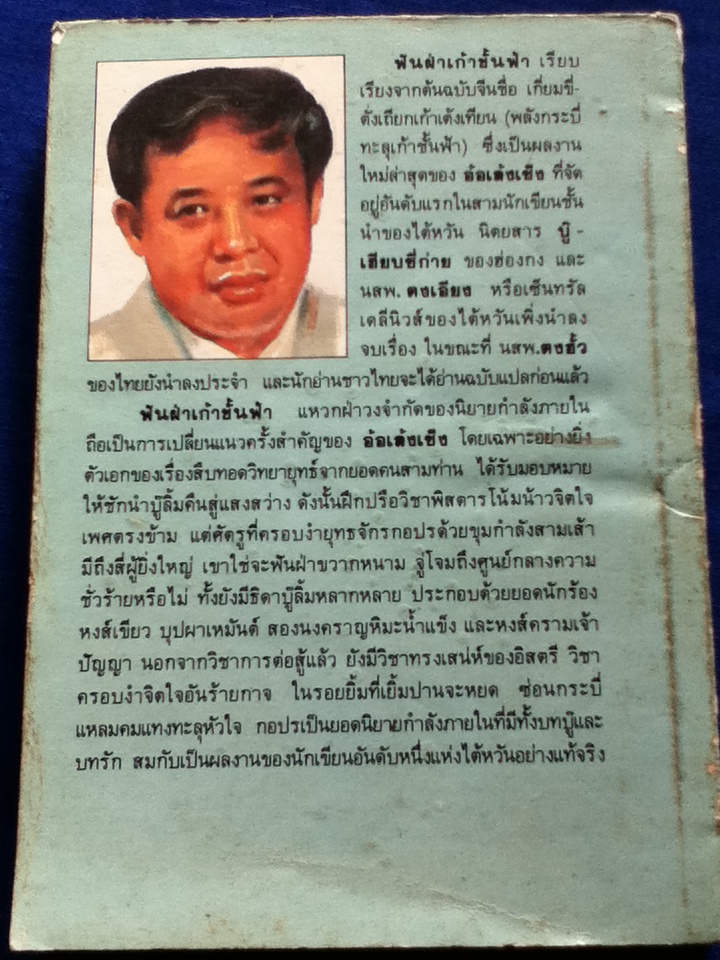 ฟันฝ่าเก้าชั้นฟ้า เรียบ
เรียงจากต้นฉบับจีนชื่อ เกี่ยมขี่-
ตั่งเถียกเก้าเต้งเทียน (พลังกระบี่
ทะลุเก้าชั้นฟ้า) ซึ่งเป็นผลงาน
ใหม่ล่าสุดของ อ้อเล้งเซ็ง ที่จัด
อยู่อันดับแรกในสามนักเขียนชั้น
นำของไต้หวัน นิตยสาร บู๊-
เฮียบซี่ก่าย ของฮ่องกง และ
นสพ. ตงเอียง หรือเซ็นทรัล
เดลีนิวส์ของไต้หวันเพิ่งนำลง
จบเรื่อง ในขณะที่ นสพ.ตงฮั้ว
ของไทยยังนำลงประจำ และนักอ่านชาวไทยจะได้อ่านฉบับแปลก่อนแล้ว
ฟันฝ่าเก้าชั้นฟ้า แหวกฝ่าวงจำกัดของนิยายกำลังภายใน
ถือเป็นการเปลี่ยนแนวครั้งสำคัญของ อ้อเล้งเซ็ง โดยเฉพาะอย่างยิ่ง
ตัวเอกของเรื่องสืบทอดวิทยายุทธ์จากยอดคนสามท่าน ได้รับมอบหมาย
ให้ชักนำบู๊ลิ้มคืนสู่แสงสว่าง ดังนั้นฝึกปรือวิชาพิสดารโน้มน้าวจิตใจ
เพศตรงข้าม แต่ศัตรูที่ครอบงำยุทธจักรกอปรด้วยขุมกำลังสามเส้า
มีถึงสี่ผู้ยิ่งใหญ่ เขาใช่จะฟันฝ่าขวากหนาม จู่โจมถึงศูนย์กลางความ
ชั่วร้ายหรือไม่ ทั้งยังมีธิดาบู๊ลิ้มหลากหลาย ประกอบด้วยยอดนักร้อง
หงส์เขียว บุปผาเหมันต์ สองนงคราญหิมะน้ำแข็ง และหงส์ครามเจ้า
ปัญญา นอกจากวิชาการต่อสู้แล้ว ยังมีวิชาทรงเสน่ห์ของอิสตรี วิชา
ครอบงำจิตใจอันร้ายกาจ ในรอยยิ้มที่เยิ้มปานจะหยด ซ่อนกระบี่
แหลมคมแทงทะลุหัวใจ กอปรเป็นยอดนิยายกำลังภายในที่มีทั้งบทบู๊และ
บทรัก สมกับเป็นผลงานของนักเขียนอันดับหนึ่งแห่งไต้หวันอย่างแท้จริง